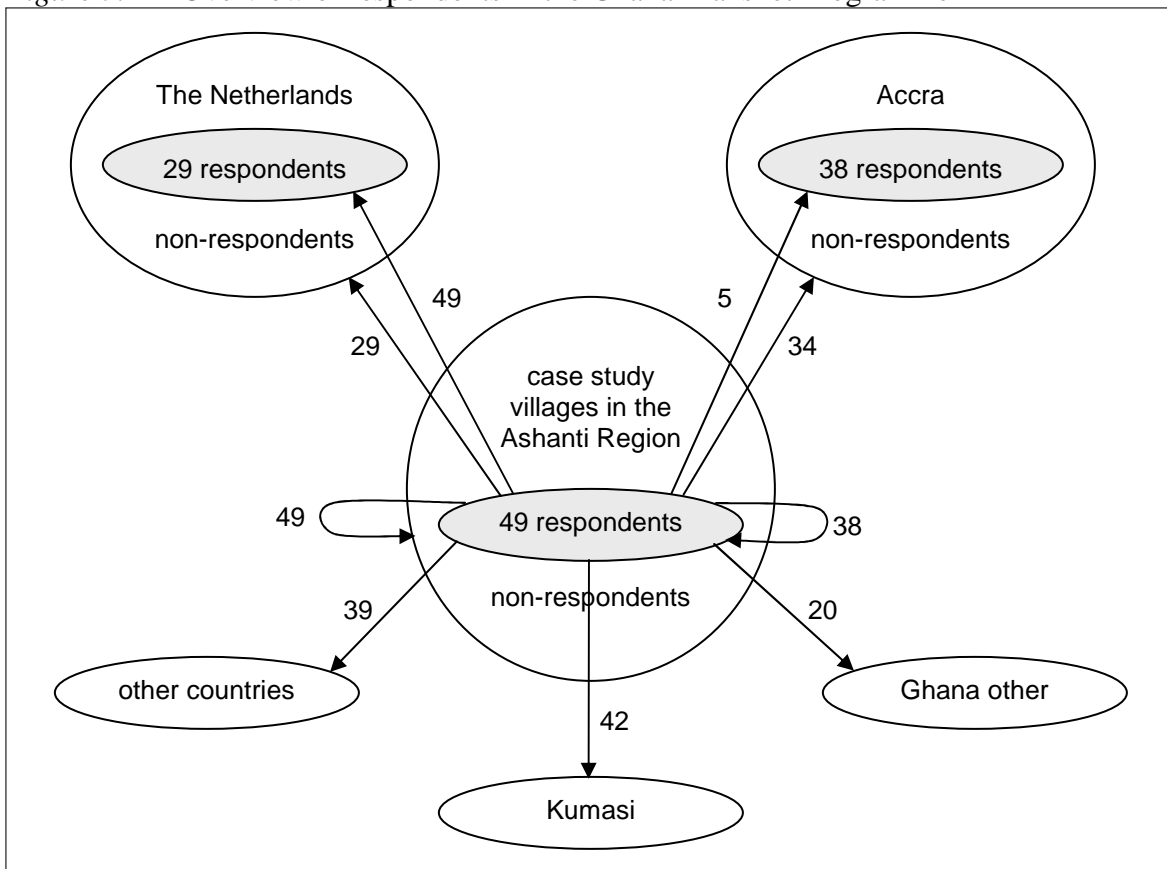 The Netherlands
29 respondents
non-respondents
Accra
38 respondents
non-respondents
49
29
5
34
case study
villages in the
Ashanti Region
49
49 respondents
38
non-respondents
39
20
other countries
42
Ghana other
Kumasi